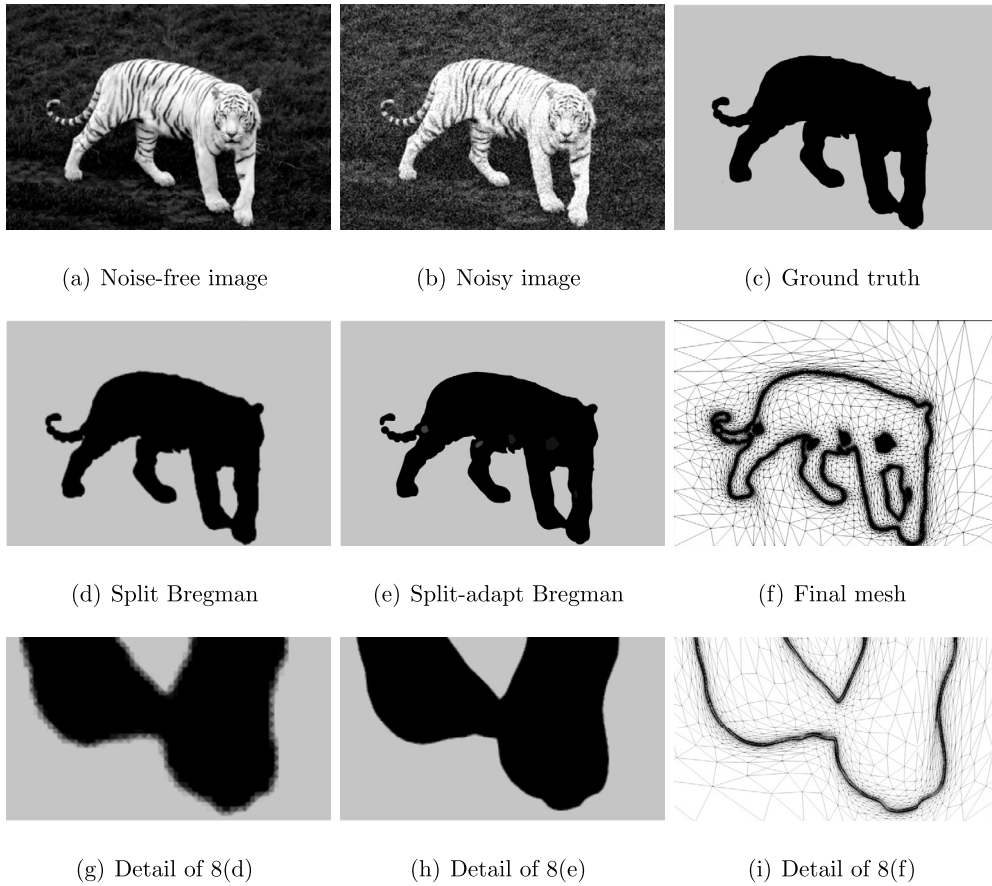 (a) Noise-free image
(b) Noisy image
(c) Ground truth
(d) Split Bregman
(e) Split-adapt Bregman
(f) Final mesh
(g) Detail of 8(d)
(h) Detail of 8(e)
(i) Detail of 8(f)